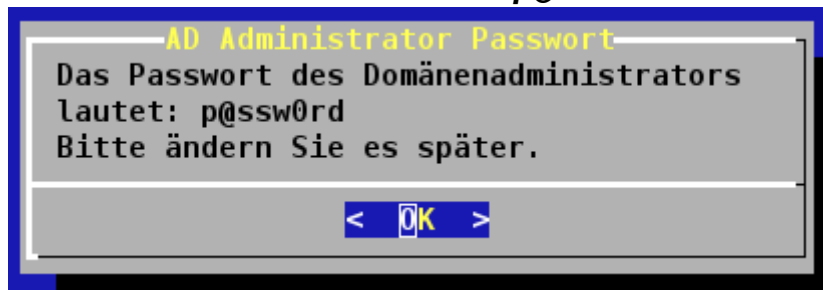 AD Administrator Passwort
Das Passwort des Domänenadministrators
lautet: p@ssw0rd
Bitte ändern Sie es später.
< OK >